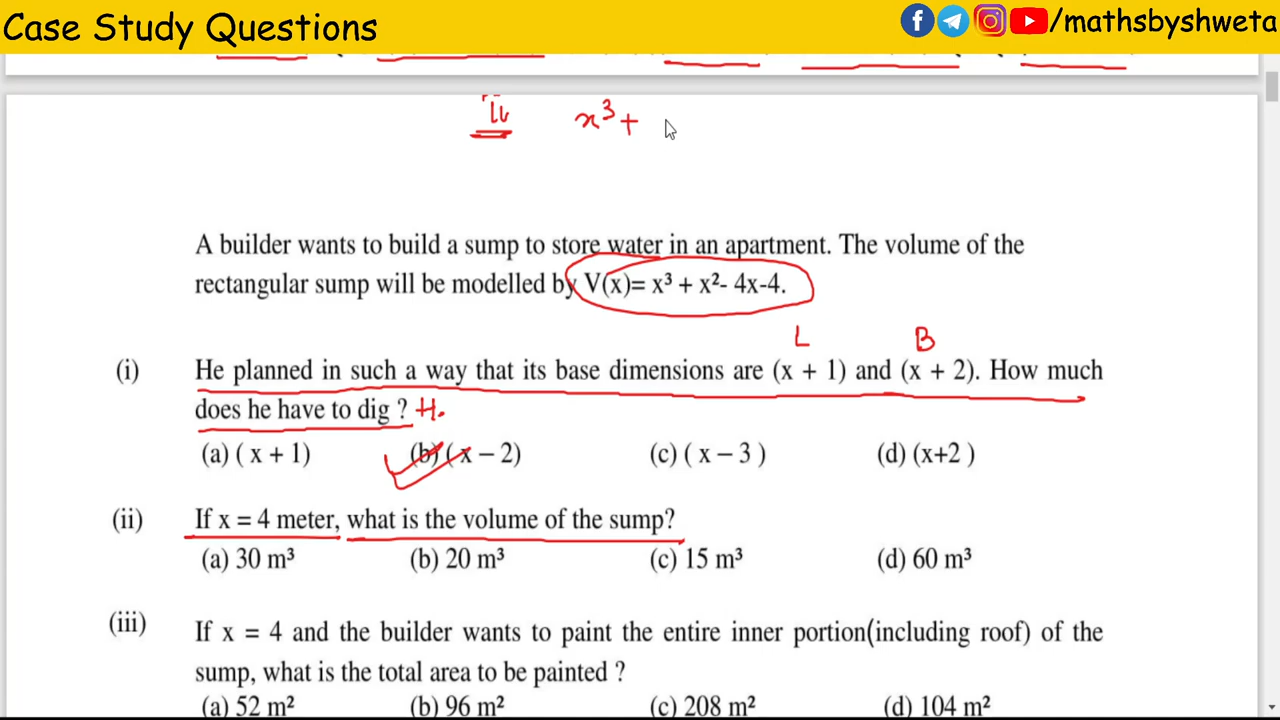 Case Study Questions
/mathsbyshweta
x³ +
A builder wants to build a sump to store water in an apartment. The volume of the
rectangular sump will be modelled by V(x)= x³ + x²- 4x-4.
L B
(i) He planned in such a way that its base dimensions are (x + 1) and (x + 2). How much
does he have to dig ? H.
(a) ( x + 1) (b) ( x – 2) (c) ( x – 3 ) (d) (x+2 )
(ii) If x = 4 meter, what is the volume of the sump?
(a) 30 m³ (b) 20 m³ (c) 15 m³ (d) 60 m³
(iii) If x = 4 and the builder wants to paint the entire inner portion(including roof) of the
sump, what is the total area to be painted ?
(a) 52 m² (b) 96 m² (c) 208 m² (d) 104 m²